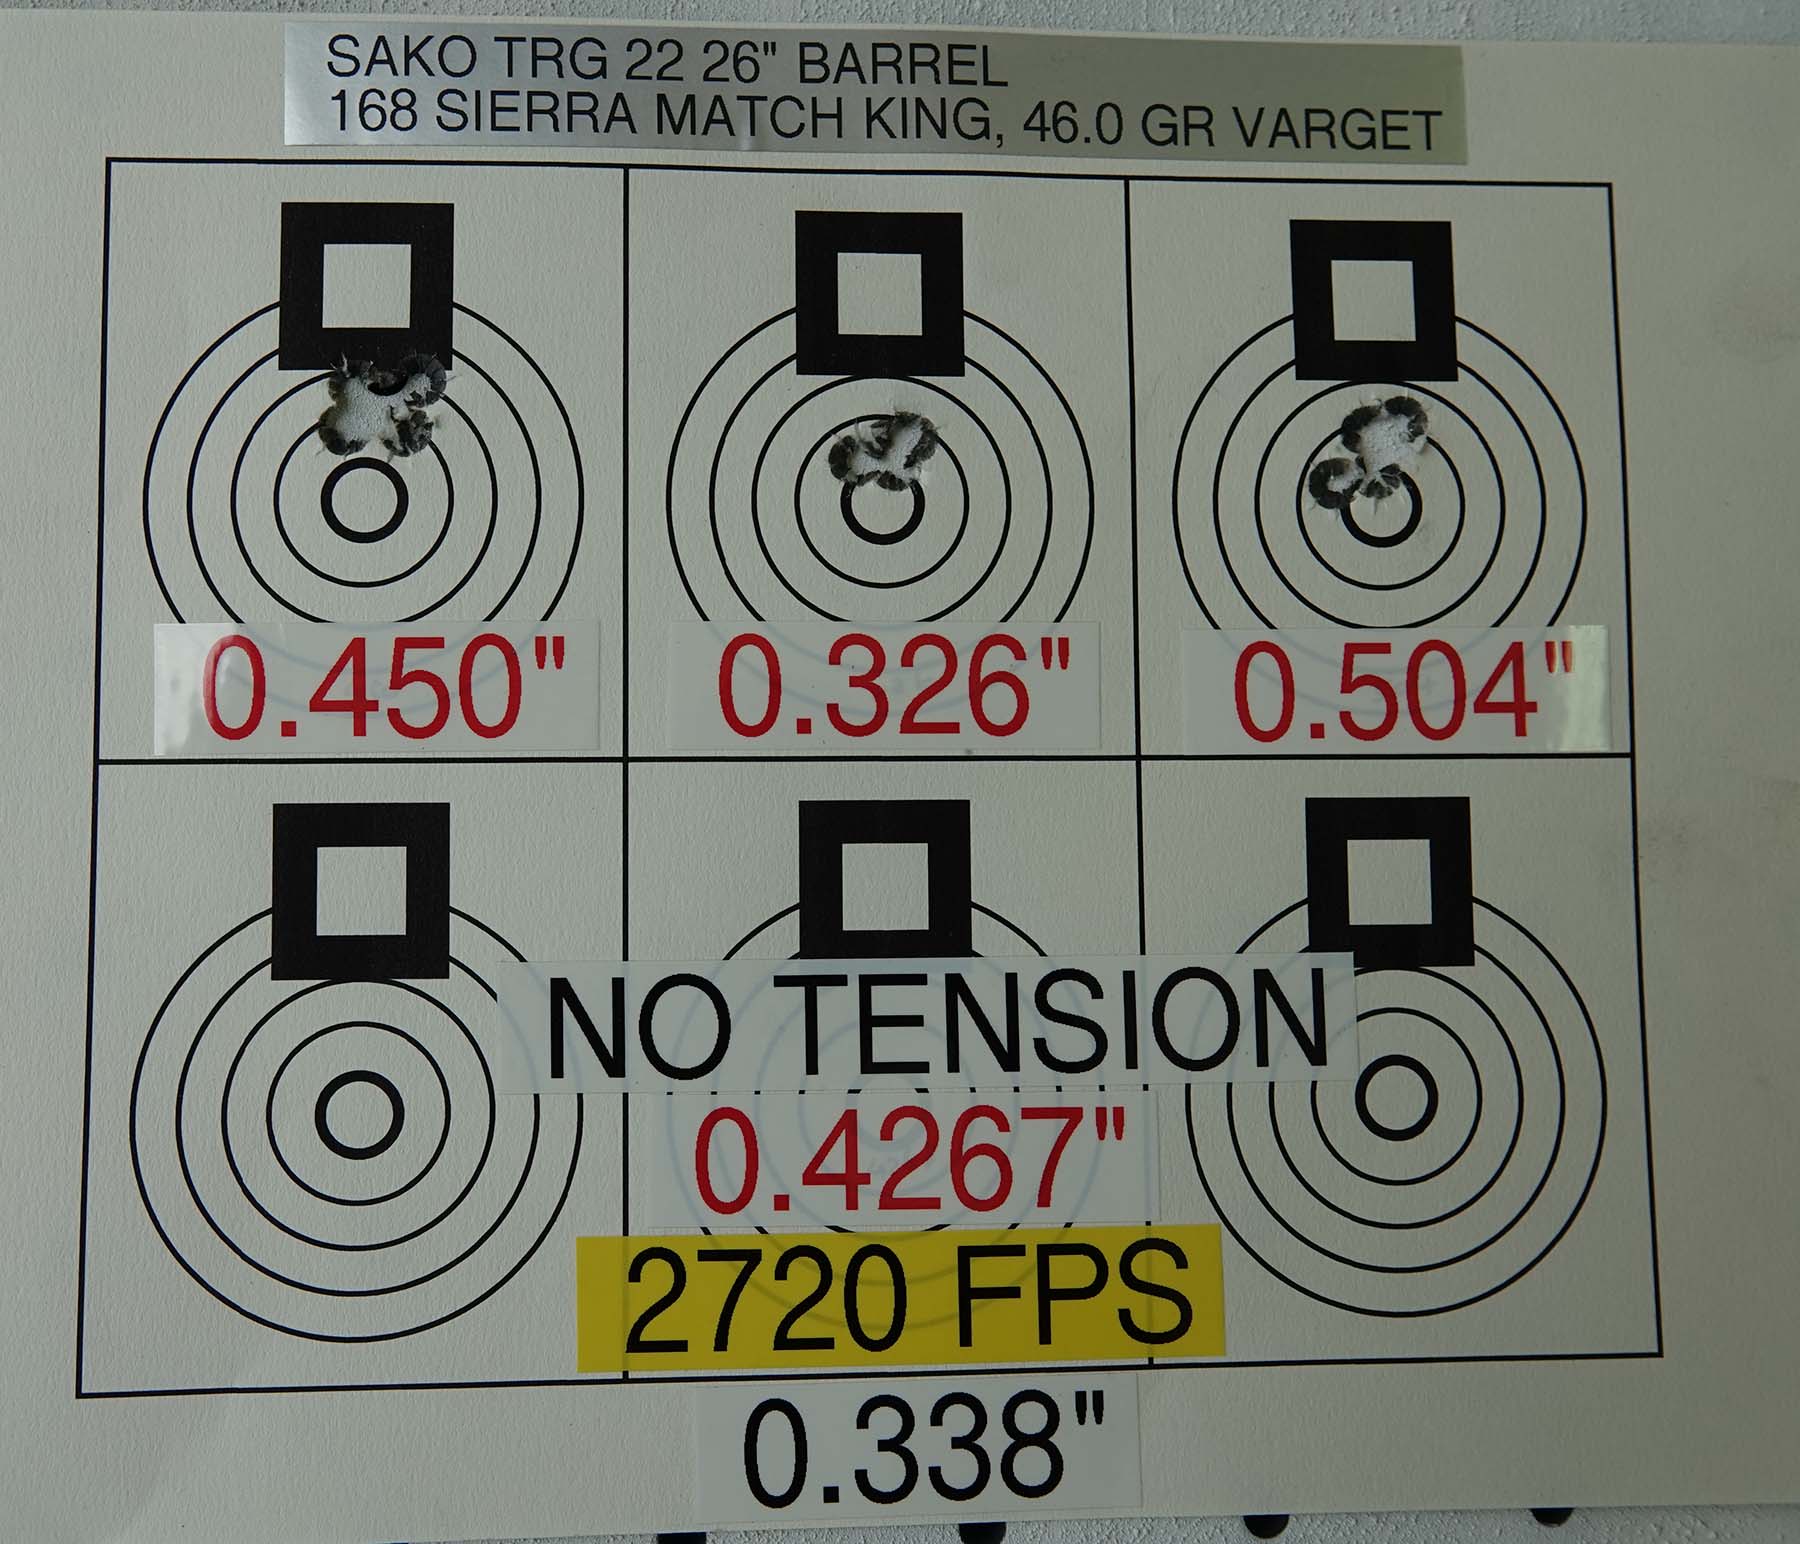 SAKO TRG 22 26" BARREL
168 SIERRA MATCH KING, 46.0 GR VARGET
0.450" 0.326" 0.504"
NO TENSION
0.4267"
2720 FPS
0.338"